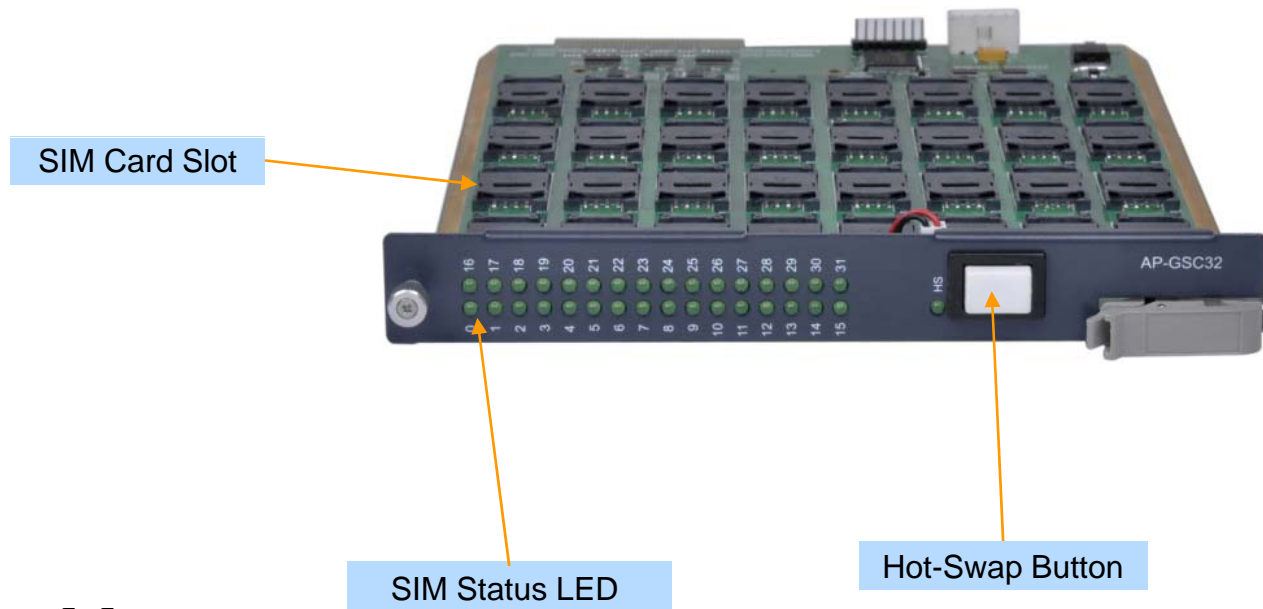 SIM Card Slot
16 17 18 19 20 21 22 23 24 25 26 27 28 29 30 31
HS
AP-GSC32
0 1 2 3 4 5 6 7 8 9 10 11 12 13 14 15
SIM Status LED
Hot-Swap Button